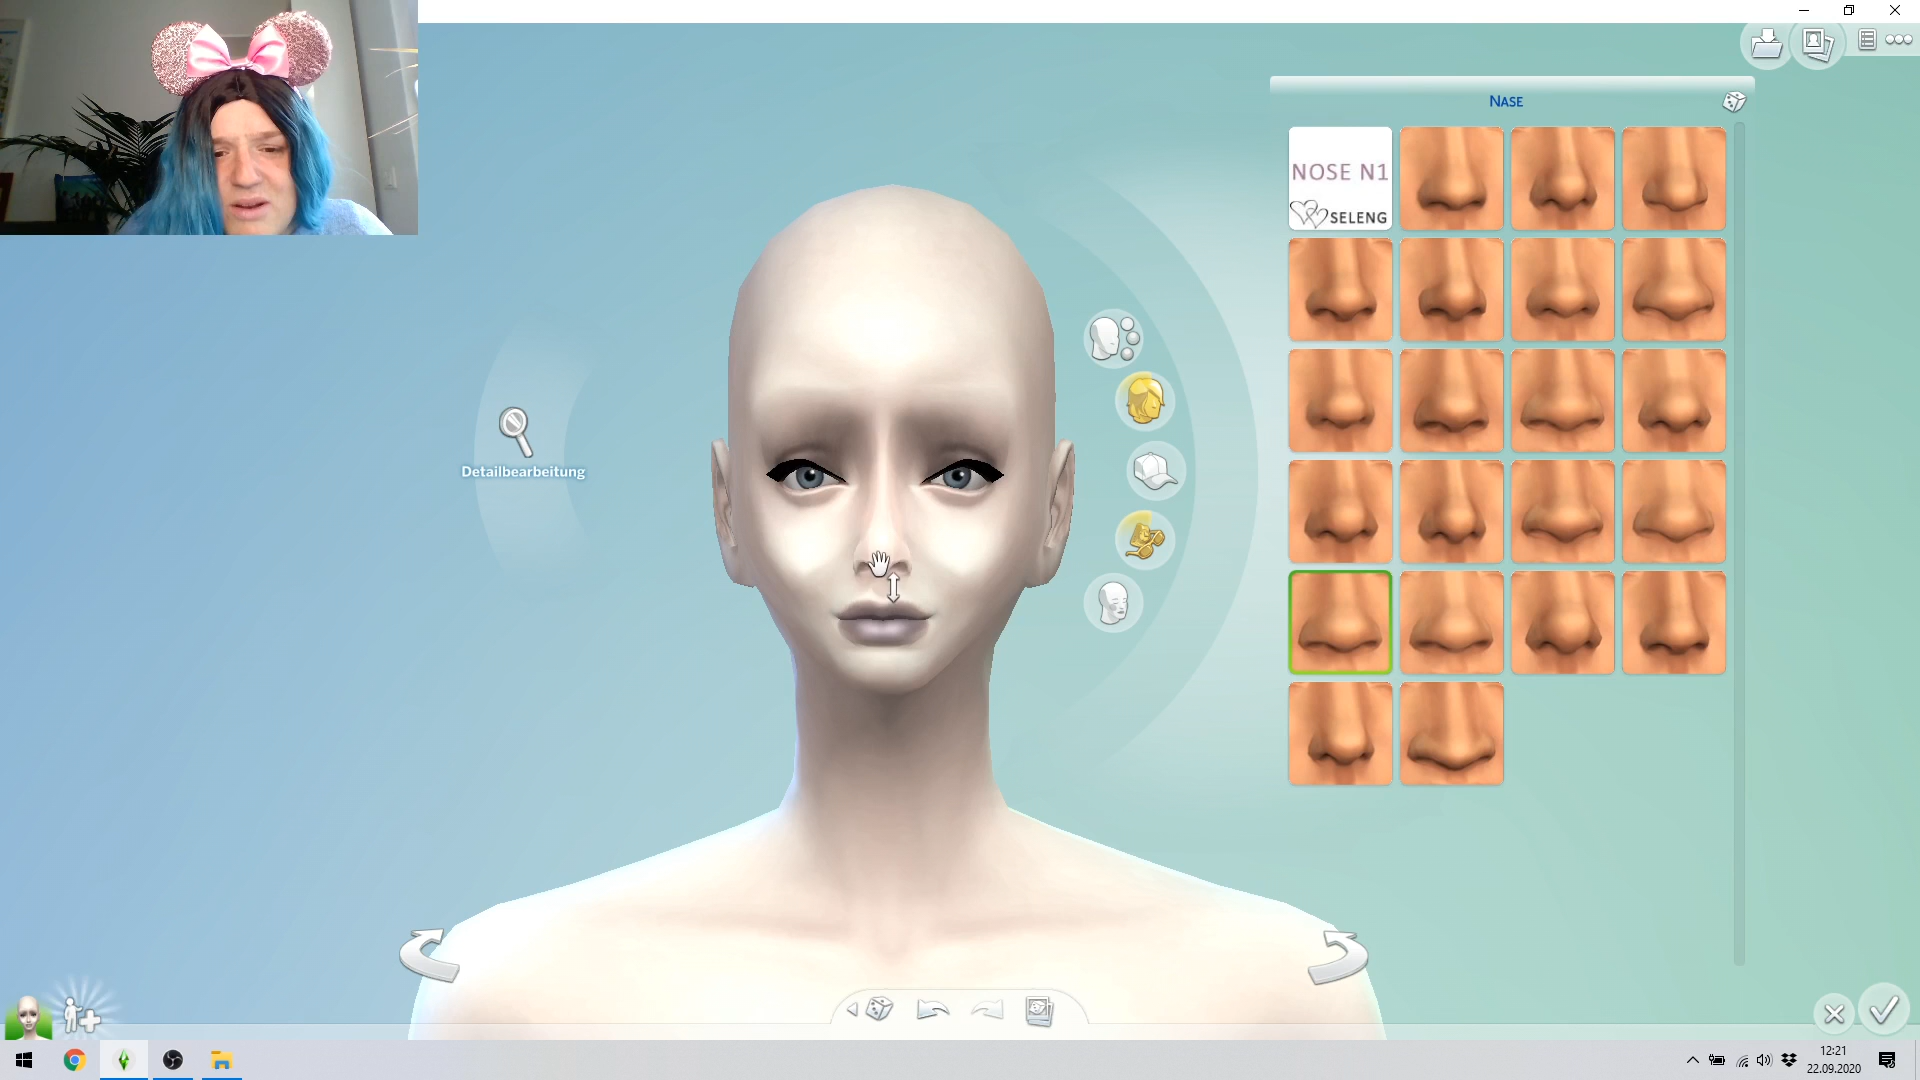 NASE
NOSE N1
SELENG
Detailbearbeitung
12:21
22.09.2020